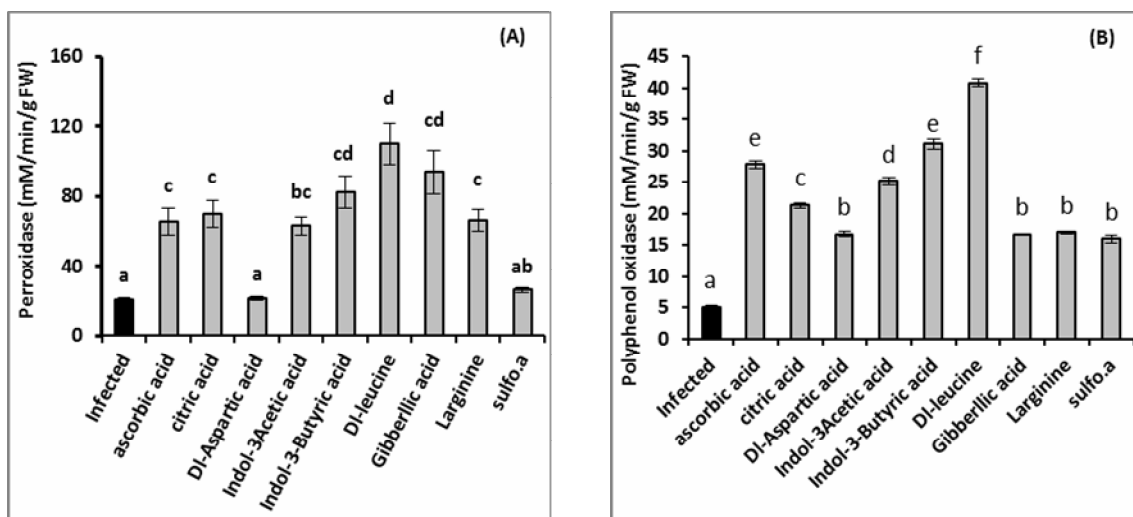 (A)
Perroxidase (mM/min/g FW)
160
120
80
40
0
a
c
c
a
bc
cd
d
cd
c
ab
Infected
ascorbic acid
citric acid
Dl-Aspartic acid
Indol-3Acetic acid
Indol-3-Butyric acid
Dl-leucine
Gibberllic acid
Larginine
sulfo.a
(B)
Polyphenol oxidase (mM/min/g FW)
45
40
35
30
25
20
15
10
5
0
a
e
c
b
d
e
f
b
b
b
Infected
ascorbic acid
citric acid
Dl-Aspartic acid
Indol-3Acetic acid
Indol-3-Butyric acid
Dl-leucine
Gibberllic acid
Larginine
sulfo.a